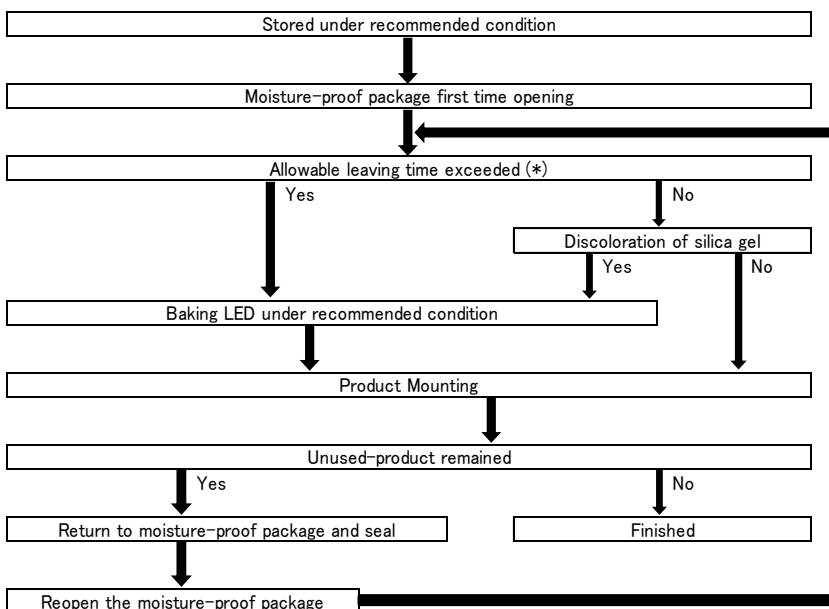 Stored under recommended condition
Moisture-proof package first time opening
Allowable leaving time exceeded (*)
Yes
No
Discoloration of silica gel
Yes
No
Baking LED under recommended condition
Product Mounting
Unused-product remained
Yes
No
Return to moisture-proof package and seal
Finished
Reopen the moisture-proof package